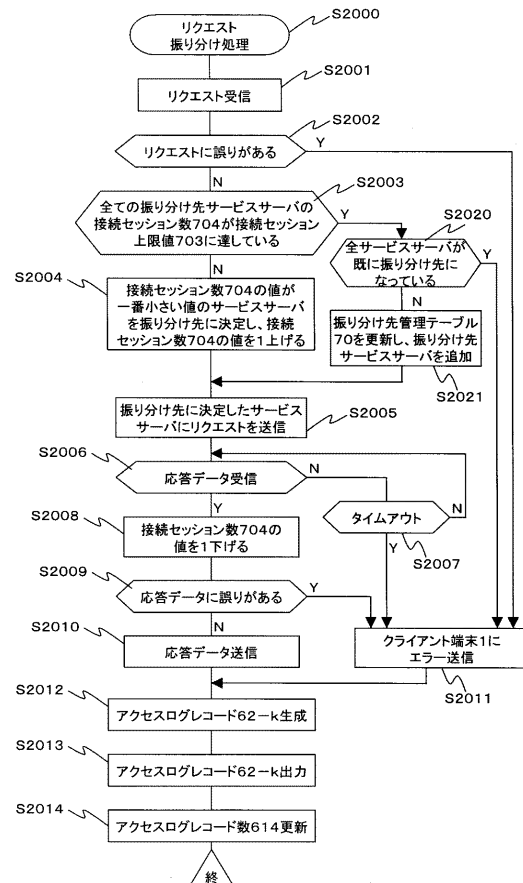 リクエスト
振り分け処理
S2000
リクエスト受信
S2001
リクエストに誤りがある
S2002
Y
N
全ての振り分け先サービスサーバの
接続セッション数704が接続セッション
上限値703に達している
S2003
Y
N
全サービスサーバが
既に振り分け先に
なっている
S2020
Y
N
S2004
接続セッション数704の値が
一番小さい値のサービスサーバ
を振り分け先に決定し、接続
セッション数704の値を1上げる
振り分け先管理テーブル
70を更新し、振り分け先
サービスサーバを追加
S2021
振り分け先に決定したサービス
サーバにリクエストを送信
S2005
S2006
応答データ受信
N
Y
タイムアウト
N
Y
S2007
S2008
接続セッション数704の
値を1下げる
S2009
応答データに誤りがある
Y
N
S2010
応答データ送信
クライアント端末1に
エラー送信
S2011
S2012
アクセスログレコード62-k生成
S2013
アクセスログレコード62-k出力
S2014
アクセスログレコード数614更新
終